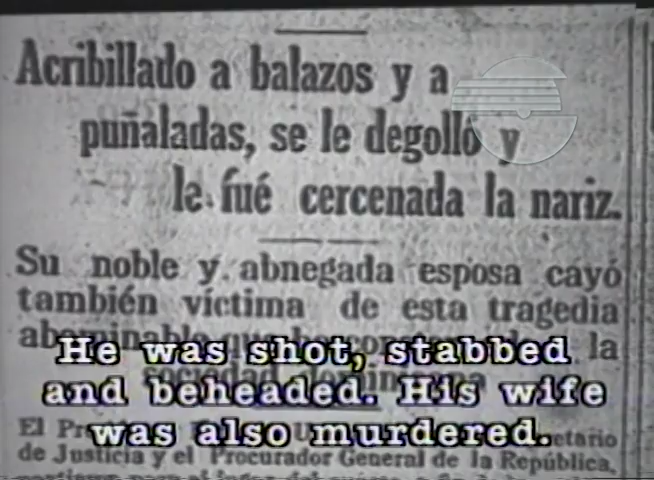 Acribillado a balazos y a
puñaladas, se le degolló y
le fué cercenada la nariz.
Su noble y abnegada esposa cayó
también víctima de esta tragedia
la
He was shot, stabbed
and beheaded. His wife
was also murdered.
El
de Justicia y el Procurador General de la República,